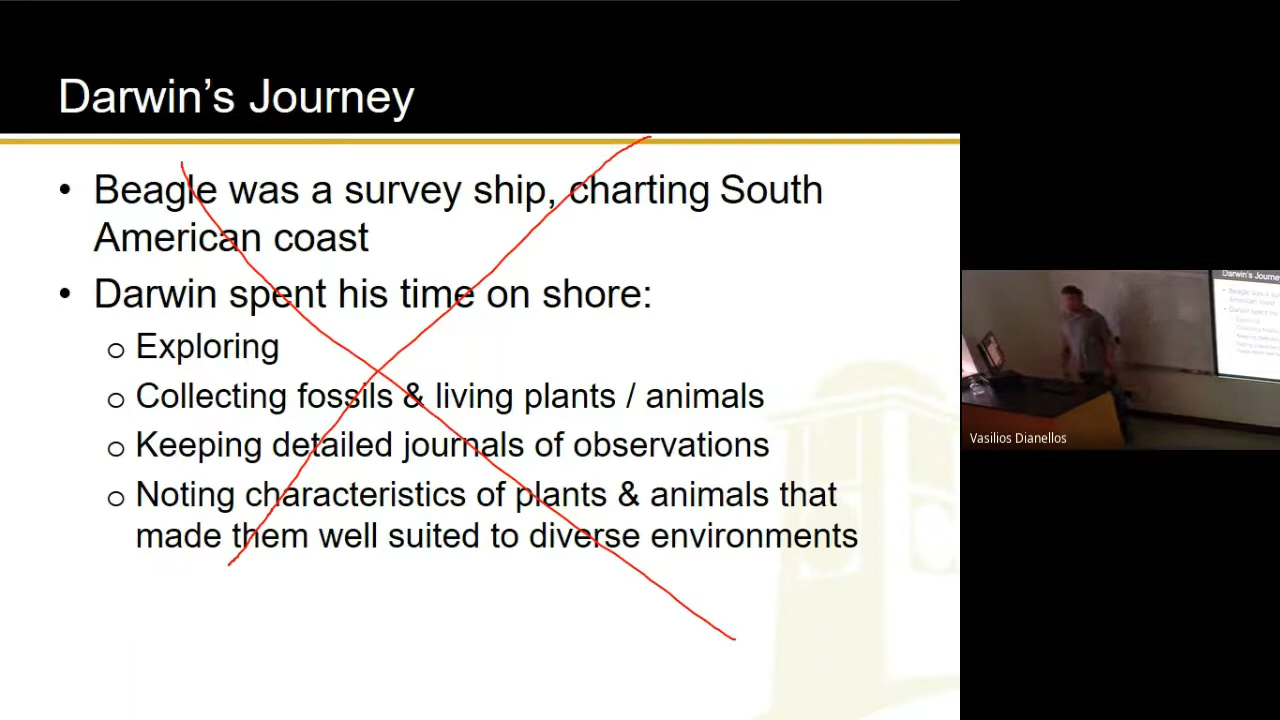 Darwin's Journey
• Beagle was a survey ship, charting South
American coast
• Darwin spent his time on shore:
o Exploring
o Collecting fossils & living plants / animals
o Keeping detailed journals of observations
o Noting characteristics of plants & animals that
made them well suited to diverse environments
Darwin's Journe
Vasilios Dianellos